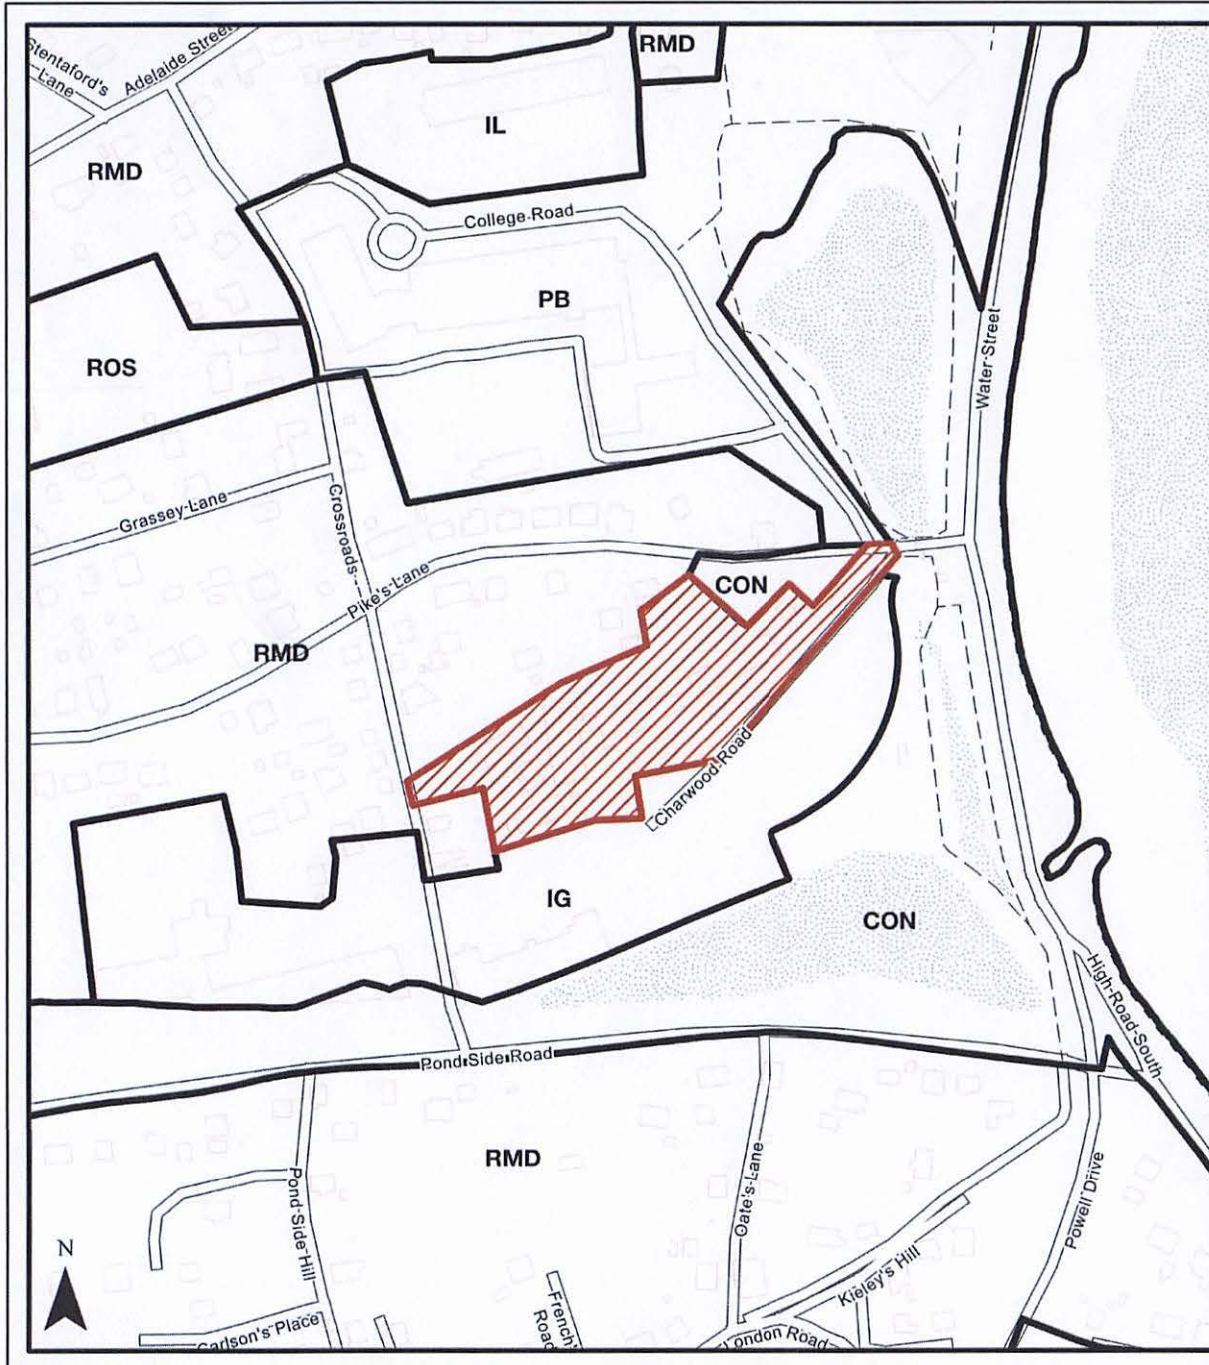 RMD
Stentaford's
Lane
Adelaide Street
IL
RMD
College Road
PB
ROS
Water Street
Grassey Lane
Crossroads
Pike's Lane
CON
RMD
Charwood Road
IG
CON
High Road South
Pond Side Road
RMD
Pond Side Hill
Oate's Lane
Powell Drive
Kieley's Hill
N
Carlson's Place
French's
Road
London Road